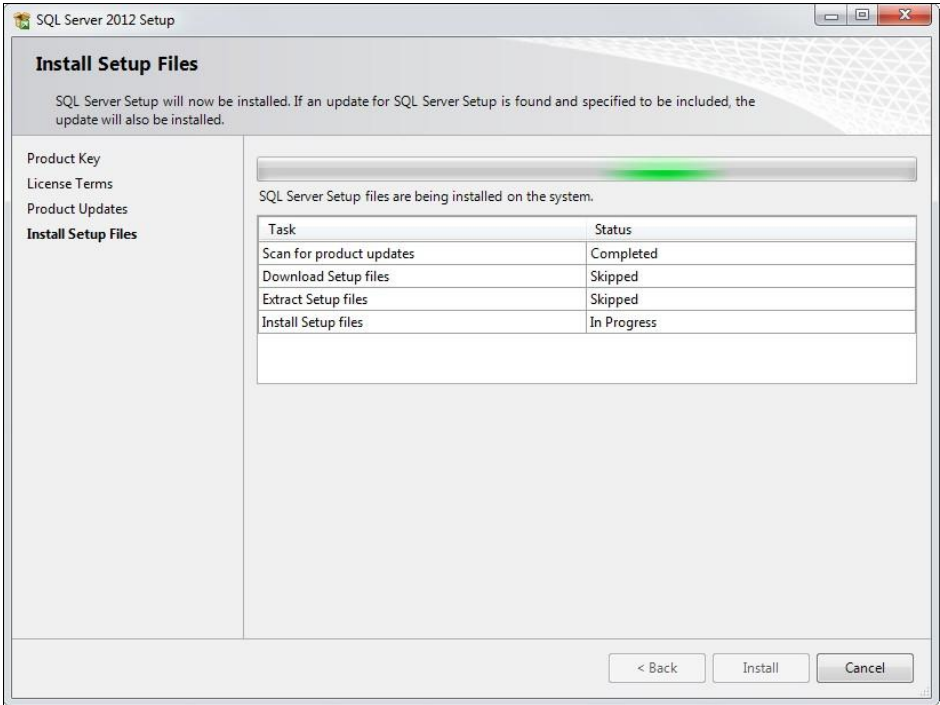 SQL Server 2012 Setup
Install Setup Files
SQL Server Setup will now be installed. If an update for SQL Server Setup is found and specified to be included, the
update will also be installed.
Product Key
License Terms
Product Updates
Install Setup Files
SQL Server Setup files are being installed on the system.
Task Status
Scan for product updates Completed
Download Setup files Skipped
Extract Setup files Skipped
Install Setup files In Progress
< Back Install Cancel